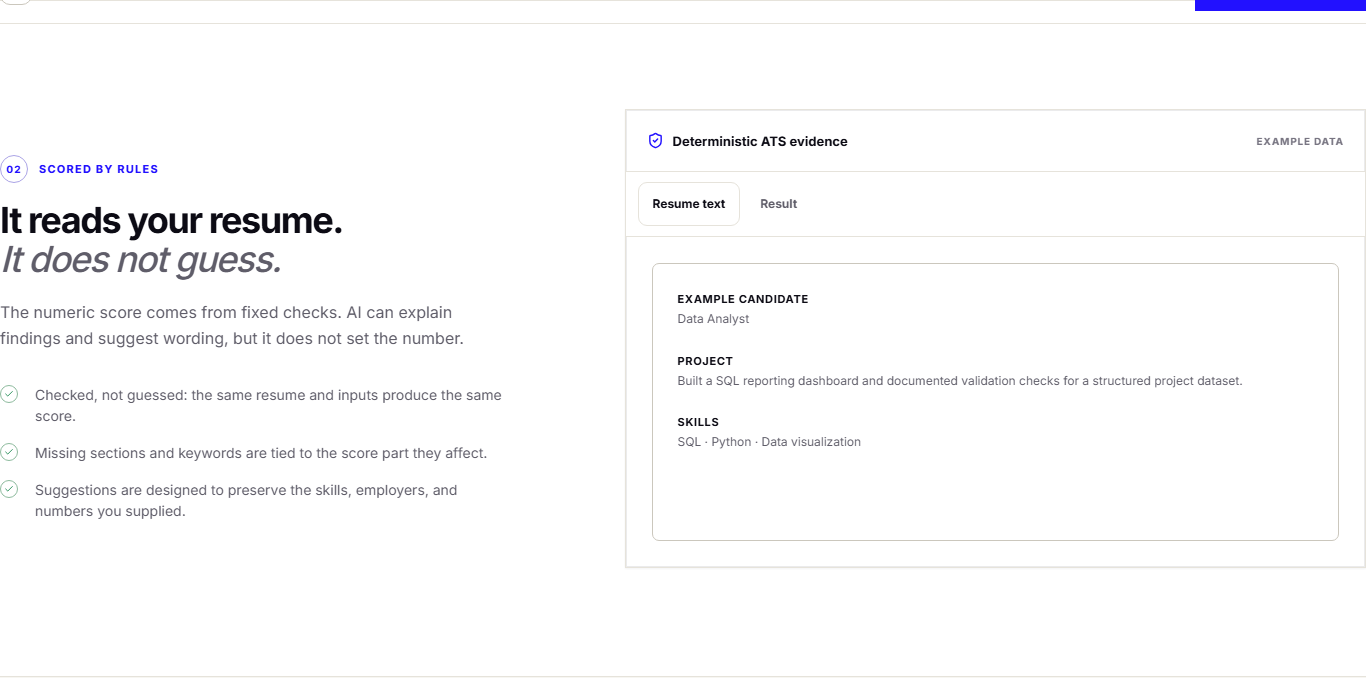 02 SCORED BY RULES
It reads your resume.
It does not guess.
The numeric score comes from fixed checks. AI can explain
findings and suggest wording, but it does not set the number.
Checked, not guessed: the same resume and inputs produce the same
score.
Missing sections and keywords are tied to the score part they affect.
Suggestions are designed to preserve the skills, employers, and
numbers you supplied.
Deterministic ATS evidence
EXAMPLE DATA
Resume text
Result
EXAMPLE CANDIDATE
Data Analyst
PROJECT
Built a SQL reporting dashboard and documented validation checks for a structured project dataset.
SKILLS
SQL · Python · Data visualization